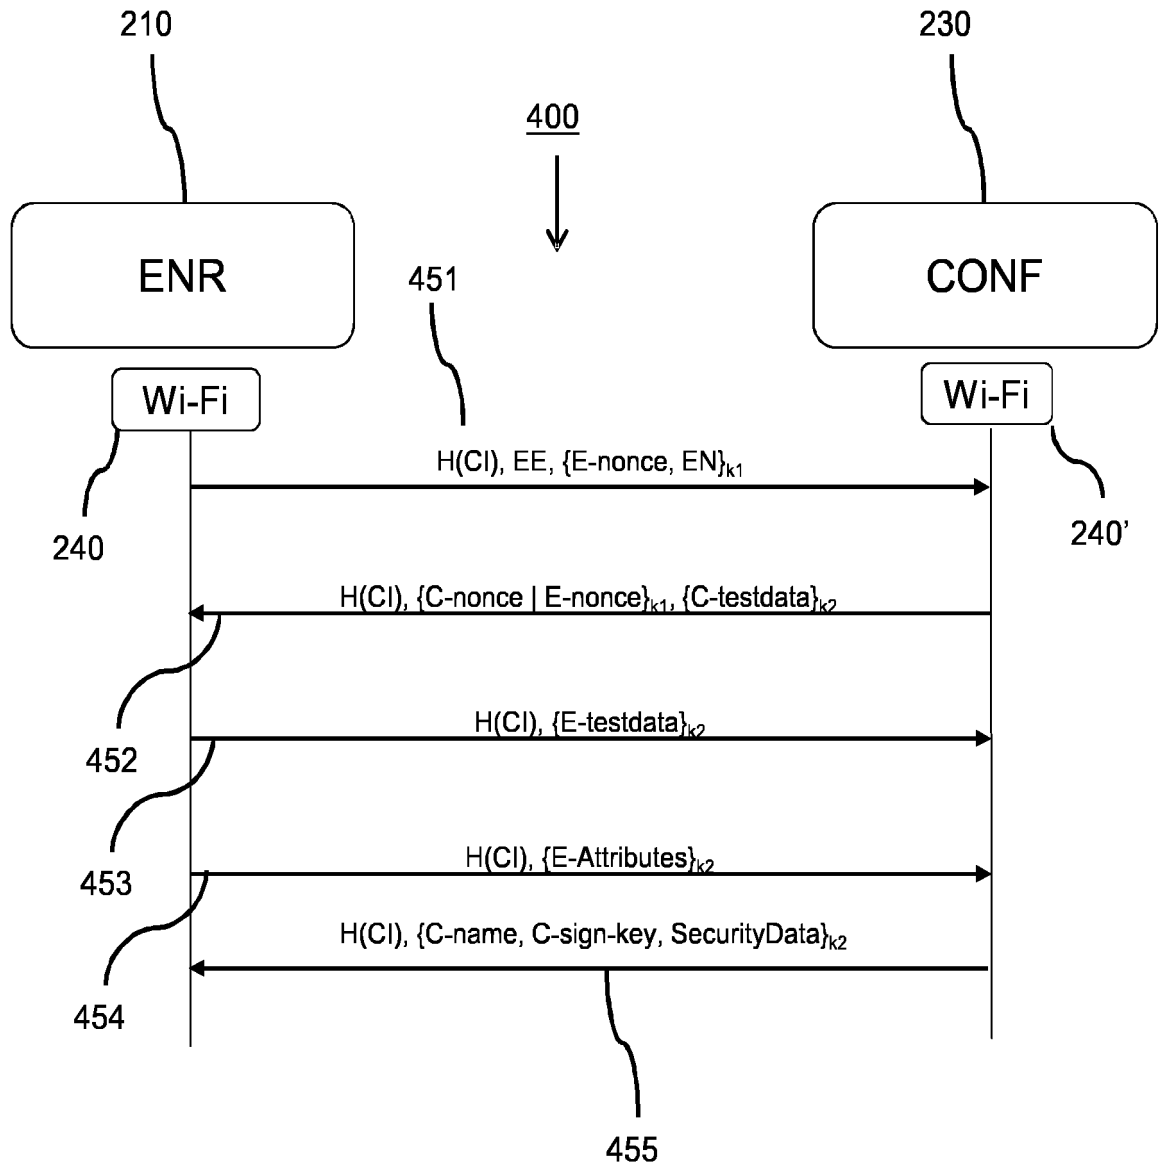 210
230
400
ENR
CONF
451
Wi-Fi
Wi-Fi
H(CI), EE, {E-nonce, EN}k1
240
240’
H(CI), {C-nonce | E-nonce}k1, {C-testdata}k2
452
H(CI), {E-testdata}k2
453
H(CI), {E-Attributes}k2
H(CI), {C-name, C-sign-key, SecurityData}k2
454
455